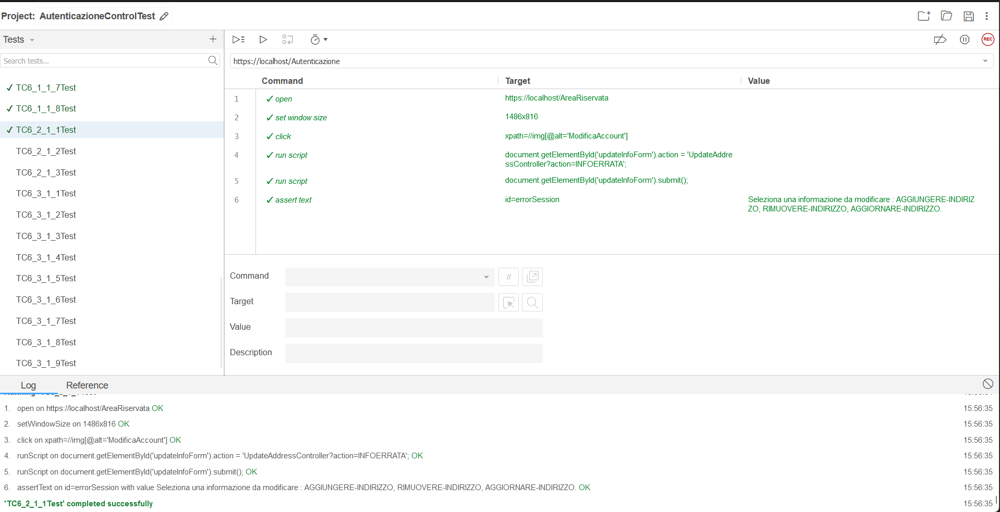 Project: AutenticazioneControlTest
Tests
Search tests...
✓ TC6_1_1_7Test
✓ TC6_1_1_8Test
✓ TC6_2_1_1Test
TC6_2_1_2Test
TC6_2_1_3Test
TC6_3_1_1Test
TC6_3_1_2Test
TC6_3_1_3Test
TC6_3_1_4Test
TC6_3_1_5Test
TC6_3_1_6Test
TC6_3_1_7Test
TC6_3_1_8Test
TC6_3_1_9Test
REC
https://localhost/Autenticazione
Command Target Value
1 ✓ open https://localhost/AreaRiservata
2 ✓ set window size 1486x816
3 ✓ click xpath=//img[@alt='ModificaAccount']
4 ✓ run script document.getElementById('updateInfoForm').action = 'UpdateAddre
ssController?action=INFOERRATA';
5 ✓ run script document.getElementById('updateInfoForm').submit();
6 ✓ assert text id=errorSession Seleziona una informazione da modificare : AGGIUNGERE-INDIRIZ
ZO, RIMUOVERE-INDIRIZZO, AGGIORNARE-INDIRIZZO.
Command //
Target
Value
Description
Log Reference
1. open on https://localhost/AreaRiservata OK 15:56:35
2. setWindowSize on 1486x816 OK 15:56:35
3. click on xpath=//img[@alt='ModificaAccount'] OK 15:56:35
4. runScript on document.getElementById('updateInfoForm').action = 'UpdateAddressController?action=INFOERRATA'; OK 15:56:35
5. runScript on document.getElementById('updateInfoForm').submit(); OK 15:56:35
6. assertText on id=errorSession with value Seleziona una informazione da modificare : AGGIUNGERE-INDIRIZZO, RIMUOVERE-INDIRIZZO, AGGIORNARE-INDIRIZZO. OK 15:56:35
'TC6_2_1_1Test' completed successfully 15:56:35